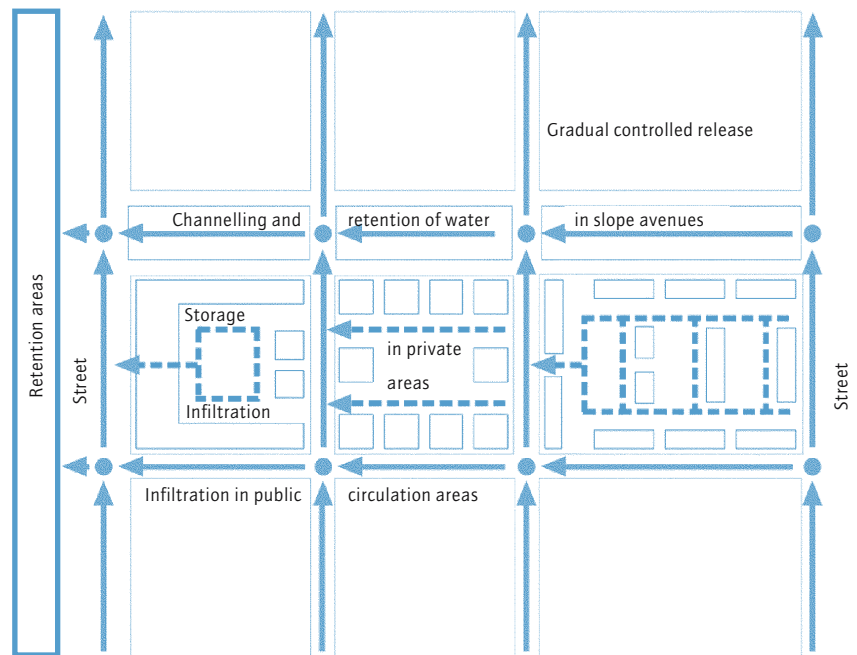 Gradual controlled release
Channelling and retention of water in slope avenues
Retention areas
Street
Storage
in private
areas
Infiltration
Street
Infiltration in public circulation areas